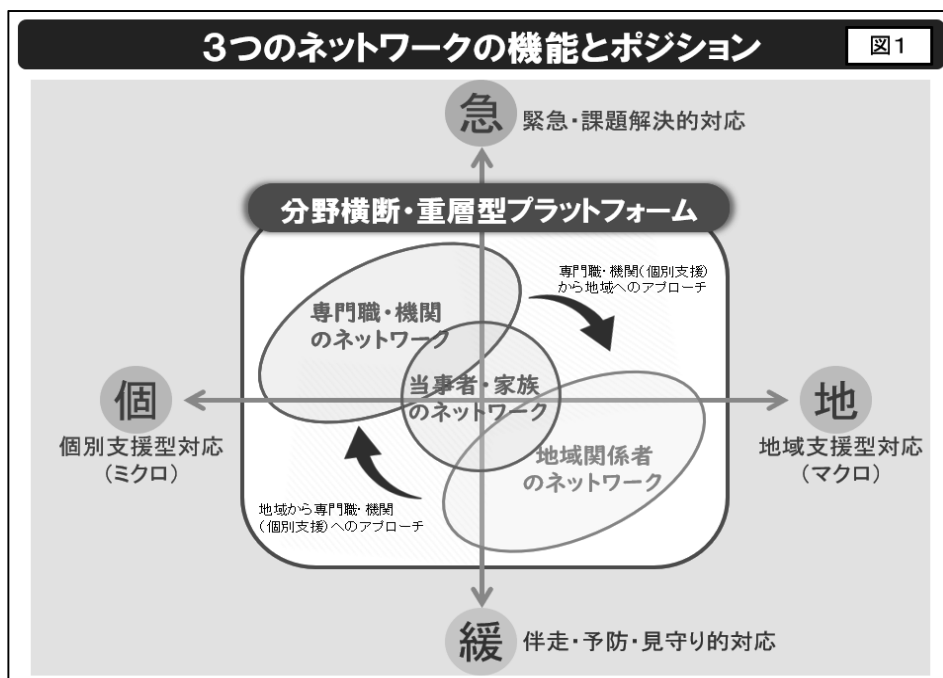 3つのネットワークの機能とポジション
図1
急
緊急・課題解決的対応
分野横断・重層型プラットフォーム
専門職・機関(個別支援)
から地域へのアプローチ
専門職・機関
のネットワーク
当事者・家族
のネットワーク
個
個別支援型対応
(ミクロ)
地
地域支援型対応
(マクロ)
地域関係者
のネットワーク
地域から専門職・機関
(個別支援)へのアプローチ
緩
伴走・予防・見守り的対応